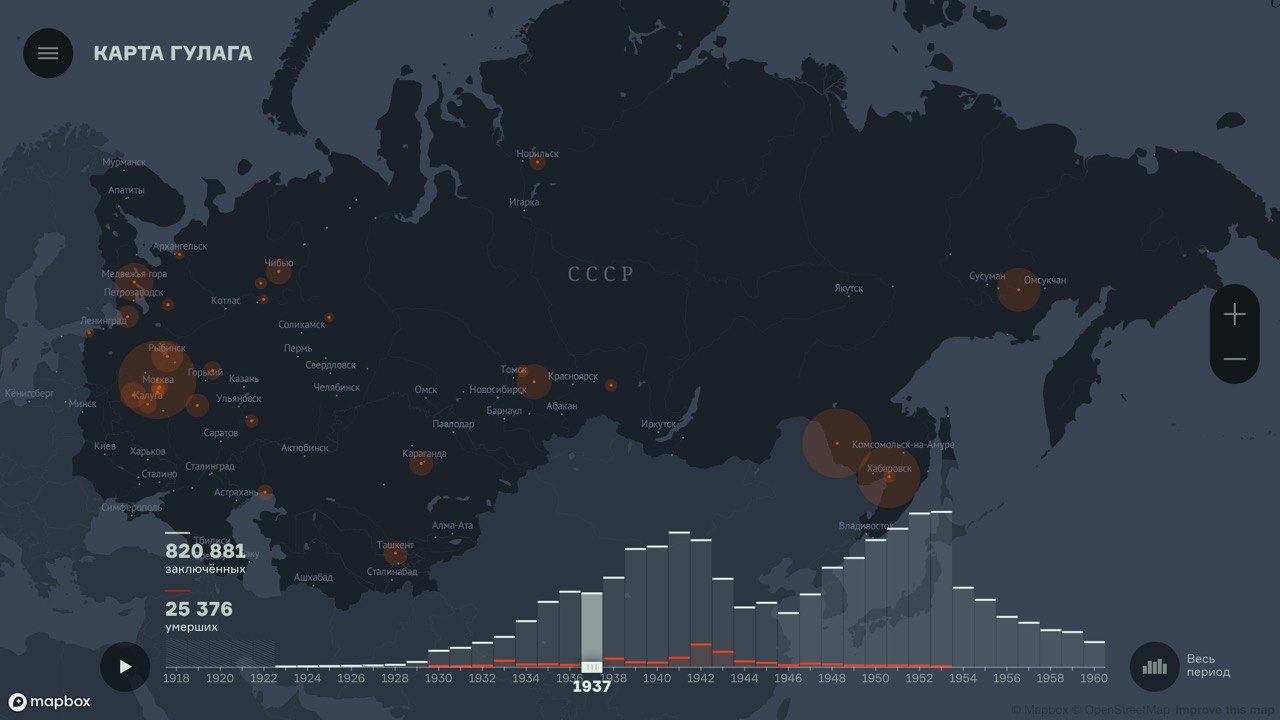 КАРТА ГУЛАГА
Мурманск
Апатиты
Норильск
Игарка
Архангельск
Чибью
Медвежья гора
Петрозаводск
Котлас
Ленинград
Соликамск
СССР
Сусуман
Омсукчан
Якутск
Рыбинск
Пермь
Свердловск
Москва
Горький
Казань
Челябинск
Томск
Красноярск
Омск
Новосибирск
Кёнигсберг
Калуга
Минск
Ульяновск
Барнаул
Абакан
Саратов
Павлодар
Иркутск
Киев
Харьков
Актюбинск
Караганда
Комсомольск-на-Амуре
Сталино
Сталинград
Хабаровск
Астрахань
Симферополь
Алма-Ата
Владивосток
Тбилиси
Ташкент
Сталинабад
Ашхабад
820 881
заключённых
25 376
умерших
1918 1920 1922 1924 1926 1928 1930 1932 1934 1936 1938 1940 1942 1944 1946 1948 1950 1952 1954 1956 1958 1960
1937
Весь
период
mapbox
© Mapbox © OpenStreetMap Improve this map